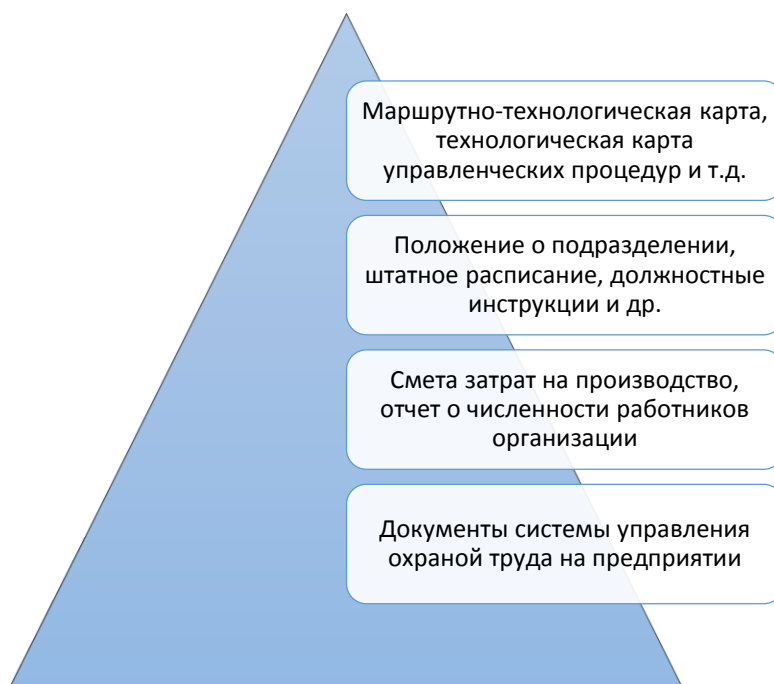 Маршрутно-технологическая карта,
технологическая карта
управленческих процедур и т.д.
Положение о подразделении,
штатное расписание, должностные
инструкции и др.
Смета затрат на производство,
отчет о численности работников
организации
Документы системы управления
охраной труда на предприятии